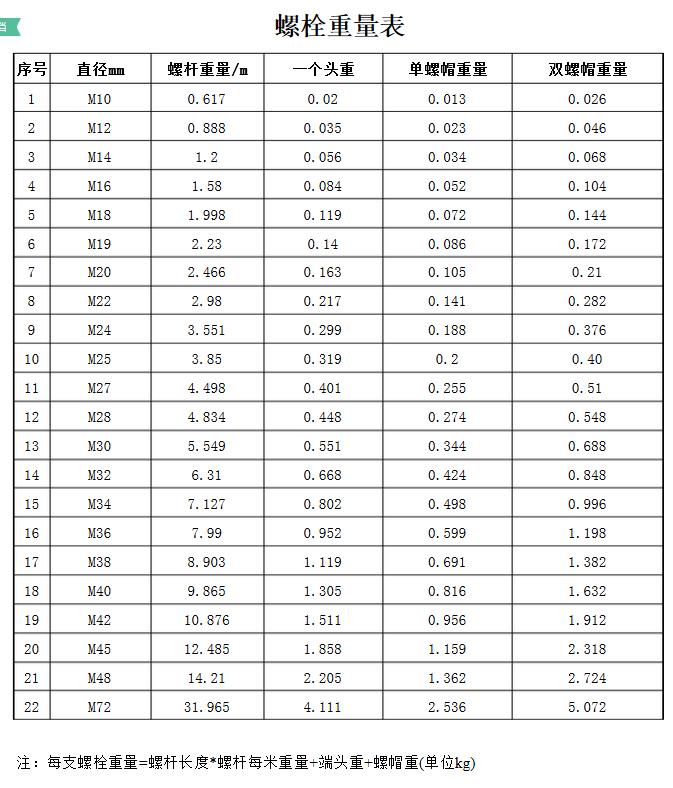 档
螺栓重量表
序号 直径mm 螺杆重量/m 一个头重 单螺帽重量 双螺帽重量
1 M10 0.617 0.02 0.013 0.026
2 M12 0.888 0.035 0.023 0.046
3 M14 1.2 0.056 0.034 0.068
4 M16 1.58 0.084 0.052 0.104
5 M18 1.998 0.119 0.072 0.144
6 M19 2.23 0.14 0.086 0.172
7 M20 2.466 0.163 0.105 0.21
8 M22 2.98 0.217 0.141 0.282
9 M24 3.551 0.299 0.188 0.376
10 M25 3.85 0.319 0.2 0.40
11 M27 4.498 0.401 0.255 0.51
12 M28 4.834 0.448 0.274 0.548
13 M30 5.549 0.551 0.344 0.688
14 M32 6.31 0.668 0.424 0.848
15 M34 7.127 0.802 0.498 0.996
16 M36 7.99 0.952 0.599 1.198
17 M38 8.903 1.119 0.691 1.382
18 M40 9.865 1.305 0.816 1.632
19 M42 10.876 1.511 0.956 1.912
20 M45 12.485 1.858 1.159 2.318
21 M48 14.21 2.205 1.362 2.724
22 M72 31.965 4.111 2.536 5.072
注：每支螺栓重量=螺杆长度*螺杆每米重量+端头重+螺帽重(单位kg)